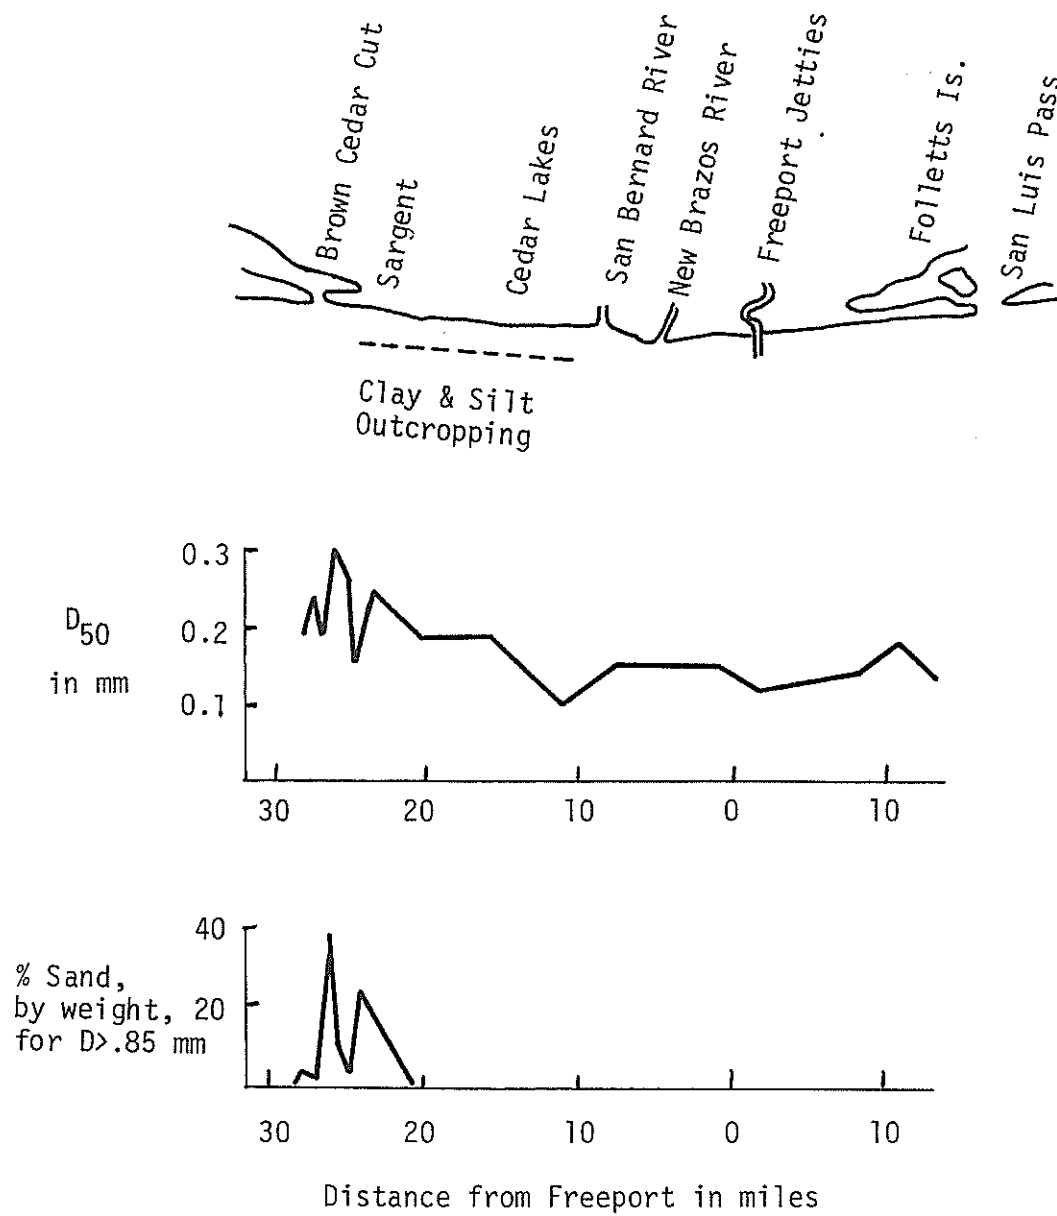 Brown Cedar Cut
Sargent
Cedar Lakes
San Bernard River
New Brazos River
Freeport Jetties
Folletts Is.
San Luis Pass
Clay & Silt
Outcropping
D50
in mm
0.3
0.2
0.1
30 20 10 0 10
% Sand,
by weight,
for D>.85 mm
40
20
30 20 10 0 10
Distance from Freeport in miles